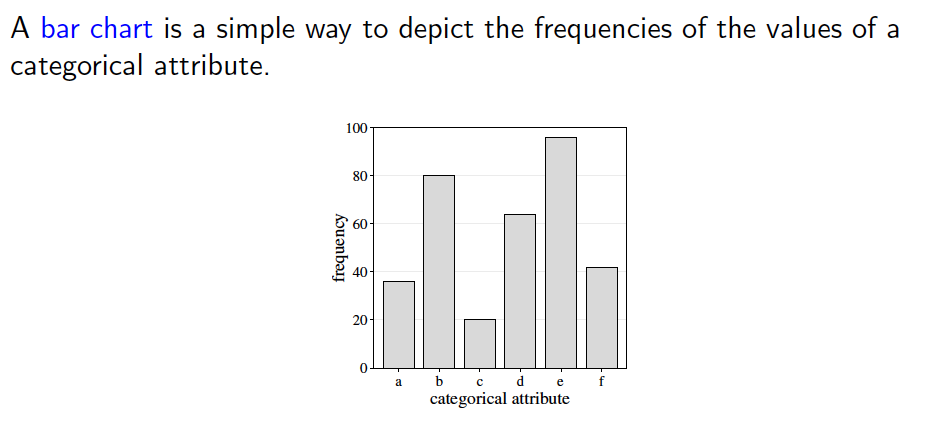 A bar chart is a simple way to depict the frequencies of the values of a
categorical attribute.
100
80
60
40
20
0
frequency
a b c d e f
categorical attribute